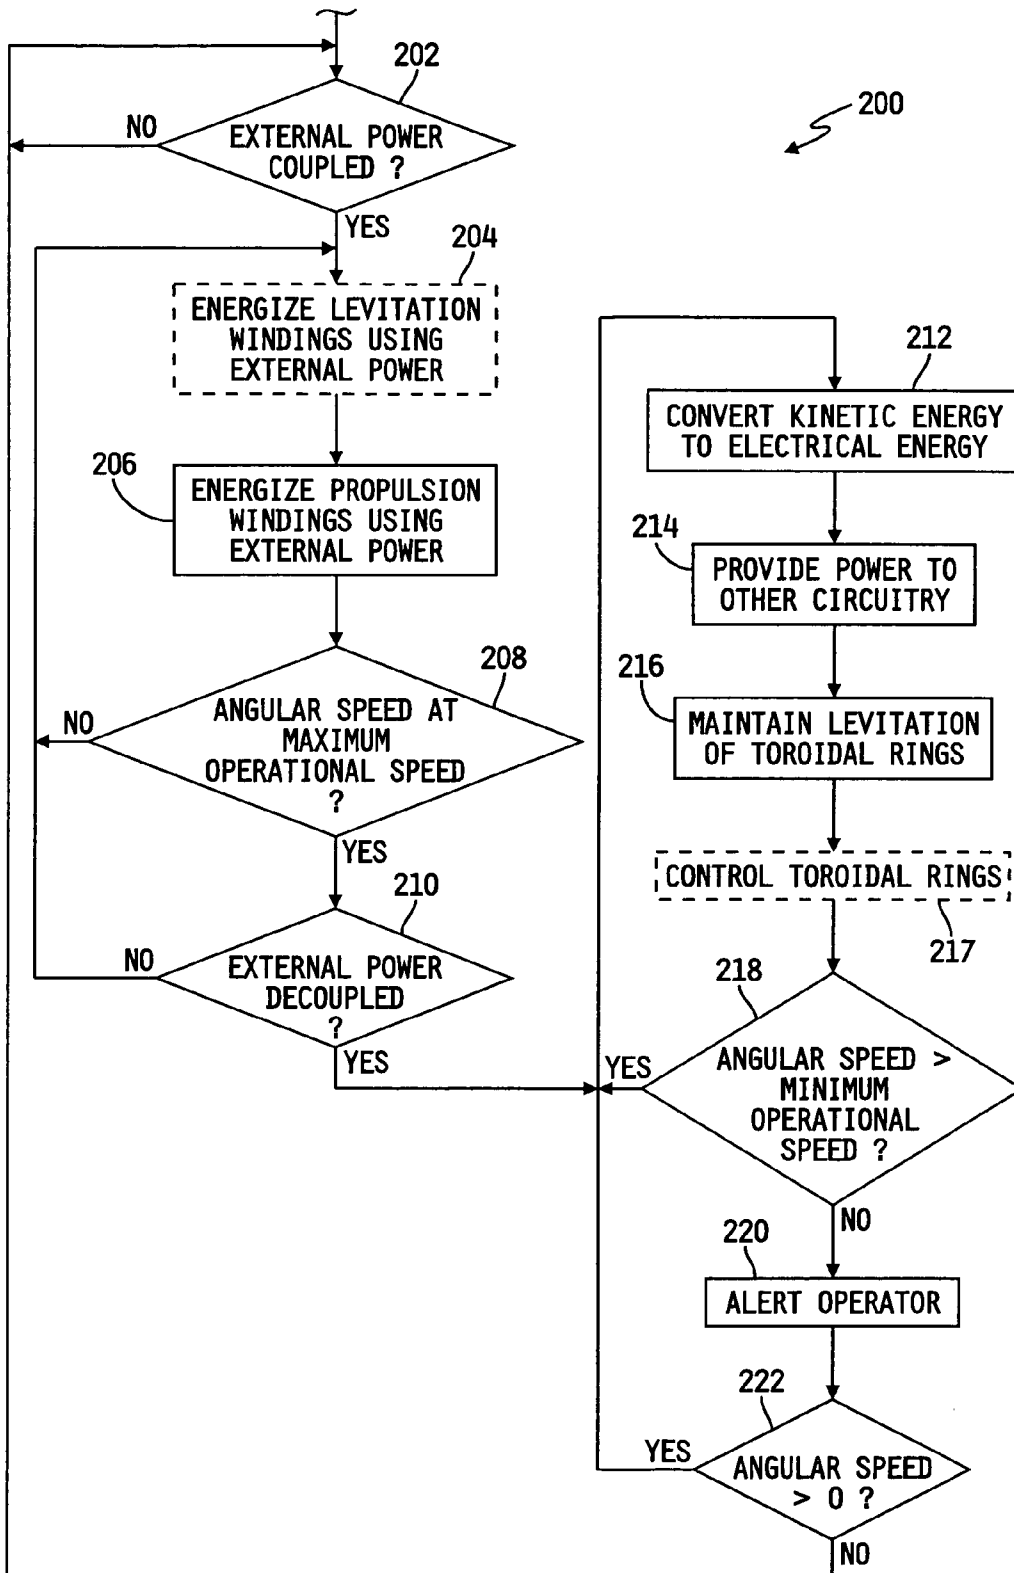 202
200
NO
EXTERNAL POWER
COUPLED ?
YES
204
ENERGIZE LEVITATION
WINDINGS USING
EXTERNAL POWER
206
ENERGIZE PROPULSION
WINDINGS USING
EXTERNAL POWER
208
NO
ANGULAR SPEED AT
MAXIMUM
OPERATIONAL SPEED
?
YES
210
NO
EXTERNAL POWER
DECOUPLED
?
YES
212
CONVERT KINETIC ENERGY
TO ELECTRICAL ENERGY
214
PROVIDE POWER TO
OTHER CIRCUITRY
216
MAINTAIN LEVITATION
OF TOROIDAL RINGS
CONTROL TOROIDAL RINGS
217
218
YES
ANGULAR SPEED >
MINIMUM
OPERATIONAL
SPEED ?
NO
220
ALERT OPERATOR
222
YES
ANGULAR SPEED
> 0 ?
NO